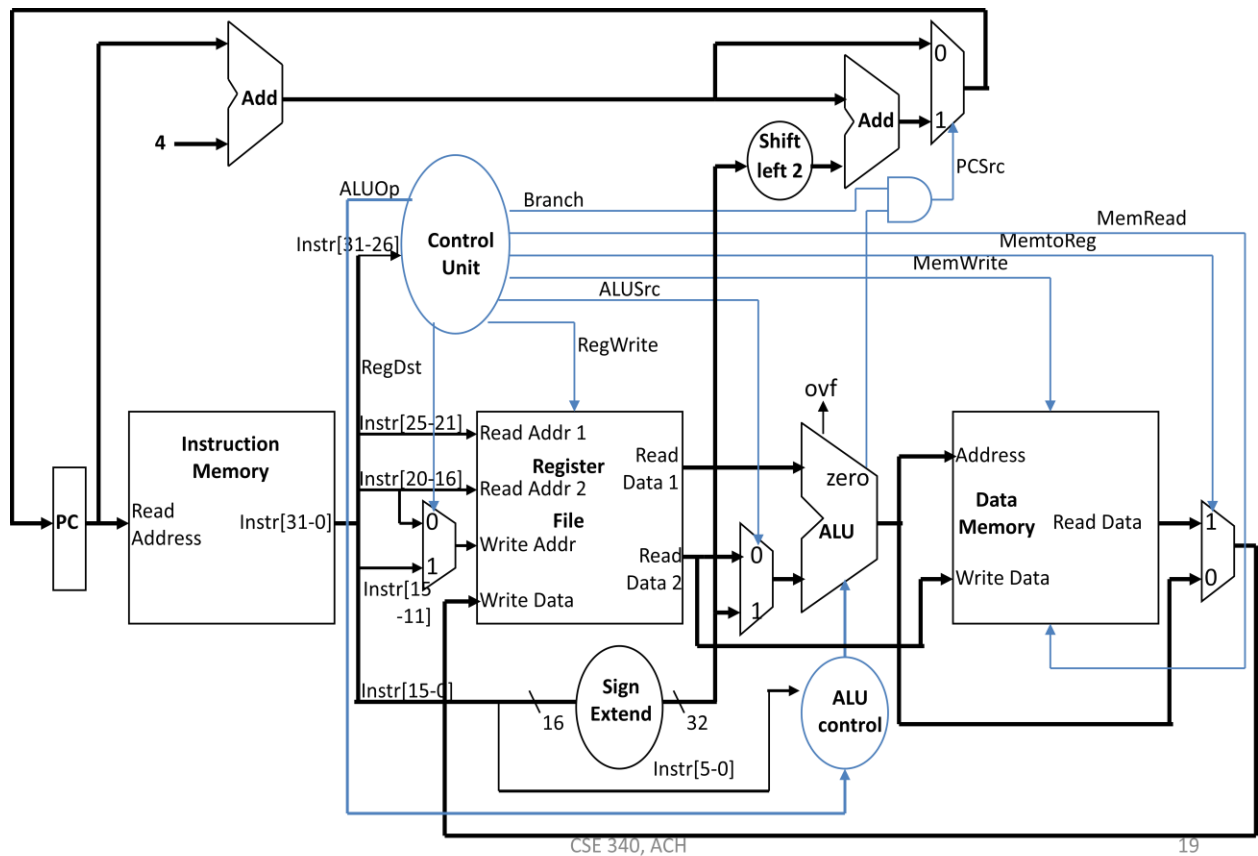 0
Add
Add
1
4
Shift
left 2
PCSrc
ALUOp
Branch
MemRead
Instr[31-26]
Control
Unit
MemtoReg
MemWrite
ALUSrc
RegWrite
RegDst
ovf
Instruction
Memory
Instr[25-21]
Read Addr 1
Register
Read
Data 1
zero
Address
Data
Memory
Instr[20-16]
Read Addr 2
PC
Read
Address
Instr[31-0]
0
File
Write Addr
1
Read
Data 2
0
1
ALU
Read Data
1
0
Write Data
Instr[15
-11]
Write Data
Instr[15-0]
16
Sign
Extend
32
ALU
control
Instr[5-0]
CSE 340, ACH
19